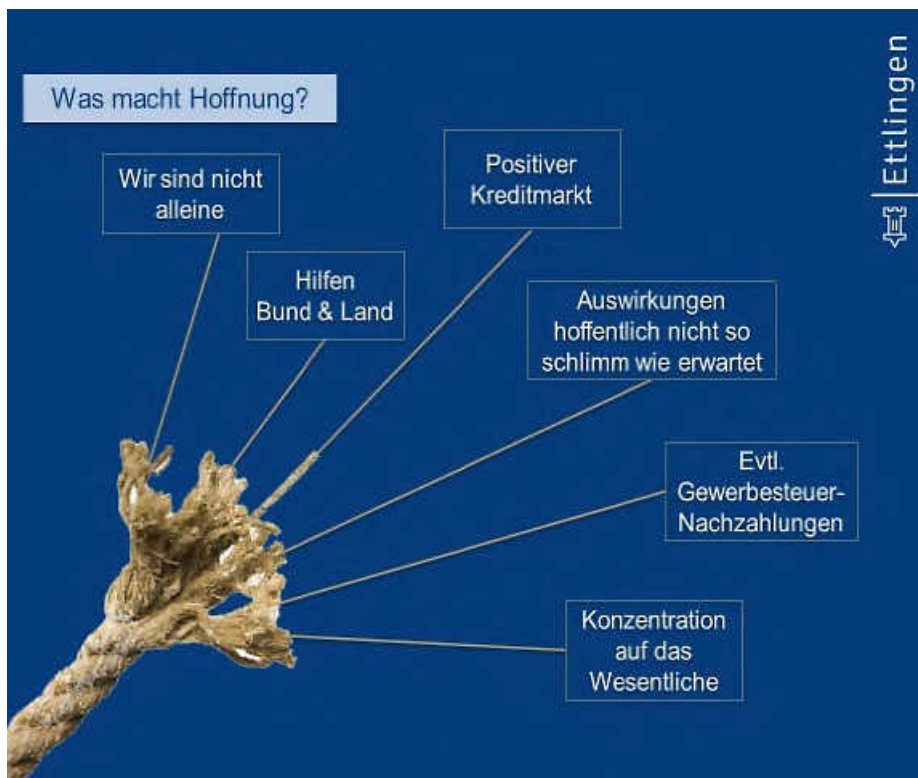 Was macht Hoffnung?
Ettlingen
Wir sind nicht
alleine
Positiver
Kreditmarkt
Hilfen
Bund & Land
Auswirkungen
hoffentlich nicht so
schlimm wie erwartet
Evtl.
Gewerbesteuer-
Nachzahlungen
Konzentration
auf das
Wesentliche